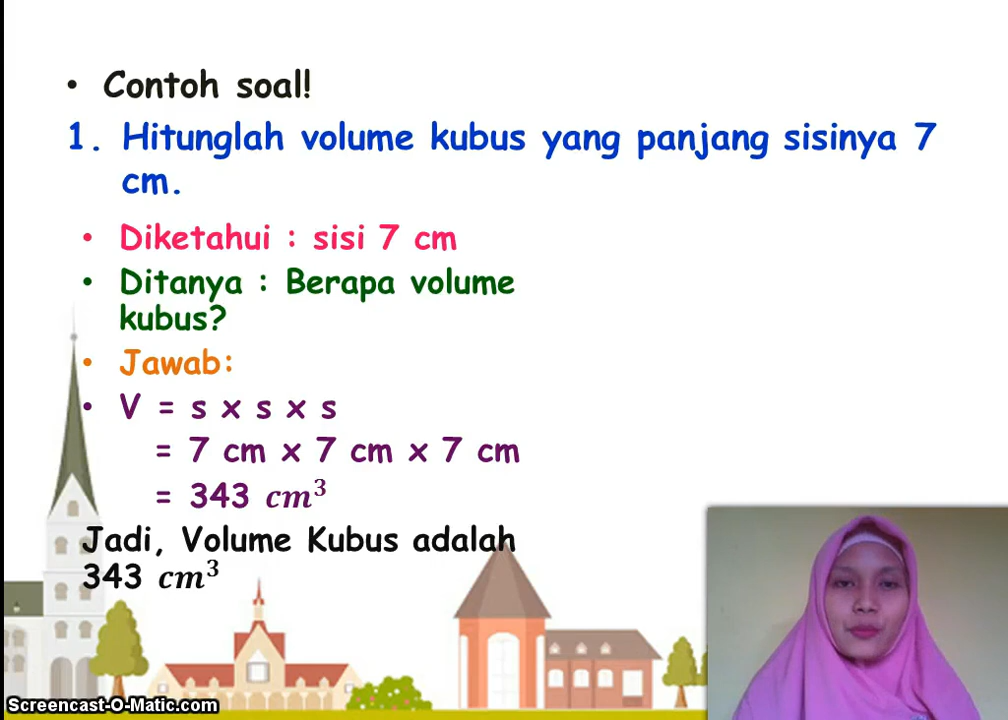 • Contoh soal!
1. Hitunglah volume kubus yang panjang sisinya 7
cm.
• Diketahui : sisi 7 cm
• Ditanya : Berapa volume
kubus?
• Jawab:
• V = s x s x s
= 7 cm x 7 cm x 7 cm
= 343 cm³
Jadi, Volume Kubus adalah
343 cm³
Screencast-O-Matic.com